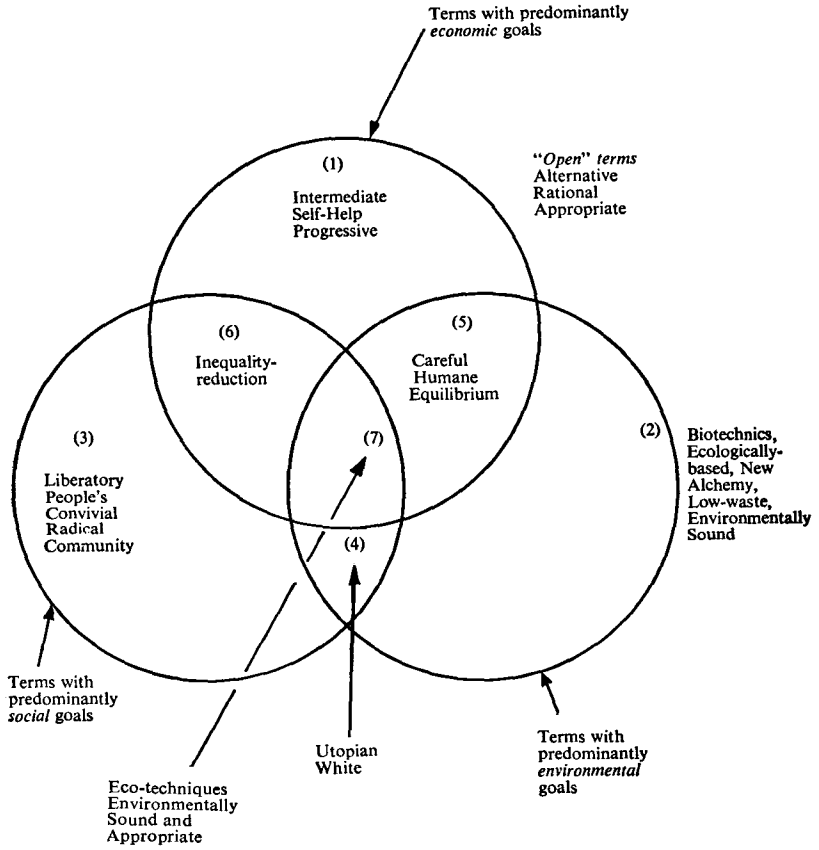 Terms with predominantly
economic goals
(1)
Intermediate
Self-Help
Progressive
"Open" terms
Alternative
Rational
Appropriate
(6)
Inequality-
reduction
(5)
Careful
Humane
Equilibrium
(3)
Liberatory
People's
Convivial
Radical
Community
(7)
(2)
Biotechnics,
Ecologically-
based, New
Alchemy,
Low-waste,
Environmentally
Sound
(4)
Terms with
predominantly
social goals
Utopian
White
Terms with
predominantly
environmental
goals
Eco-techniques
Environmentally
Sound and
Appropriate